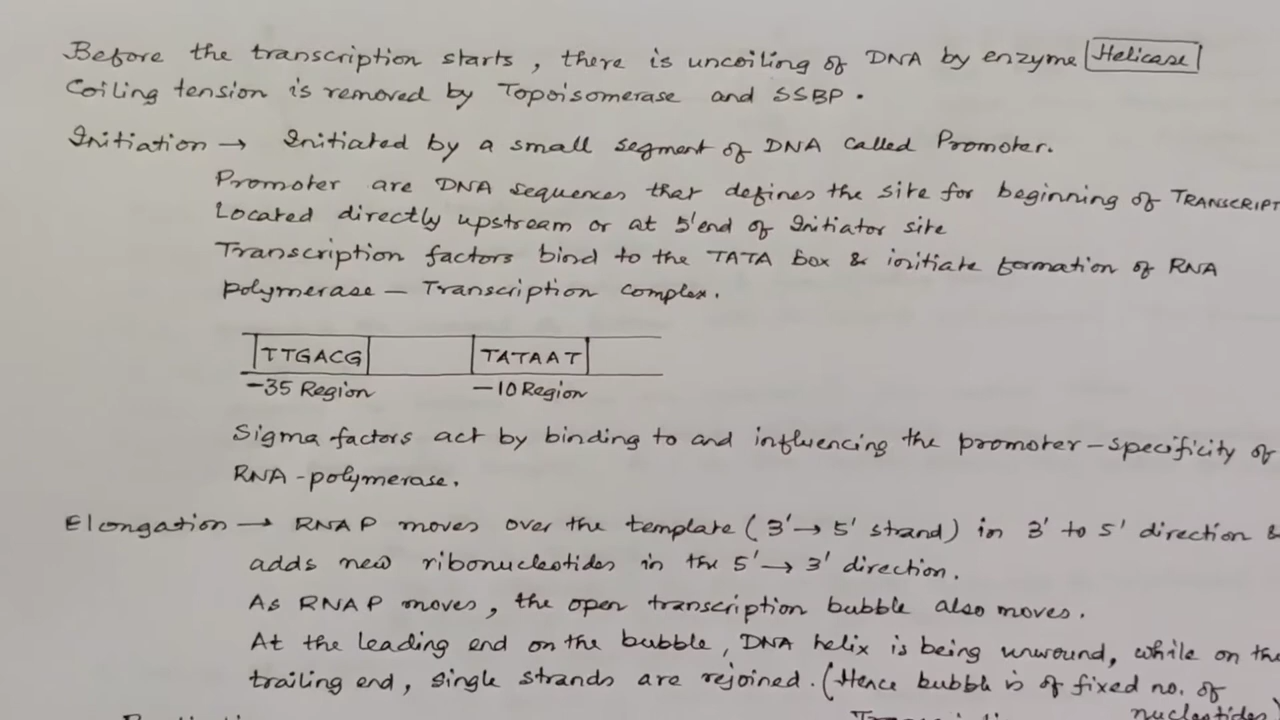 Before the transcription starts, there is uncoiling of DNA by enzyme Helicase
Coiling tension is removed by Topoisomerase and SSBP.
Initiation → Initiated by a small segment of DNA called Promoter.
Promoter are DNA sequences that defines the site for beginning of TRANSCRIPT
Located directly upstream or at 5' end of Initiator site
Transcription factors bind to the TATA box & initiate formation of RNA
polymerase – Transcription complex.
TTGACG TATAAT
-35 Region -10 Region
Sigma factors act by binding to and influencing the promoter-specificity of
RNA-polymerase.
Elongation → RNAP moves over the template (3' → 5' strand) in 3' to 5' direction &
adds new ribonucleotides in the 5' → 3' direction.
As RNAP moves, the open transcription bubble also moves.
At the leading end on the bubble, DNA helix is being unwound, while on the
trailing end, single strands are rejoined. (Hence bubble is of fixed no. of
nucleotides)